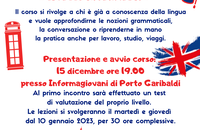 Il corso si rivolge a chi è già a conoscenza della lingua
e vuole approfondirne le nozioni grammaticali,
la conversazione o riprenderne in mano
la pratica anche per lavoro, studio, viaggi.
Presentazione e avvio corso:
15 dicembre ore 19.00
presso Informagiovani di Porto Garibaldi
Al primo incontro sarà effettuato un test
di valutazione del proprio livello.
Le lezioni si svolgeranno il martedì e giovedì
dal 10 gennaio 2023, per 30 ore complessive.